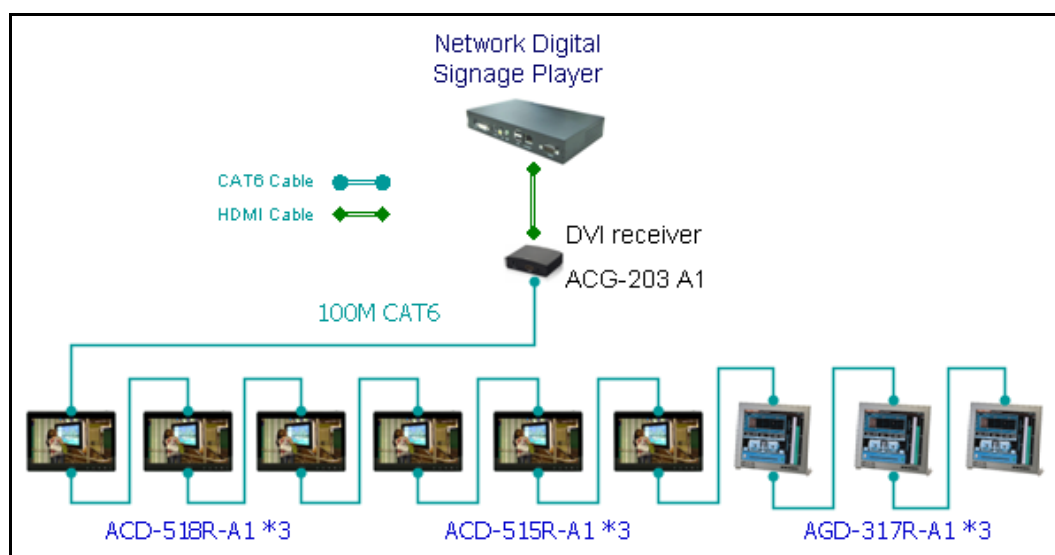 Network Digital
Signage Player
CAT6 Cable
HDMI Cable
DVI receiver
ACG-203 A1
100M CAT6
ACD-518R-A1 *3
ACD-515R-A1 *3
AGD-317R-A1 *3